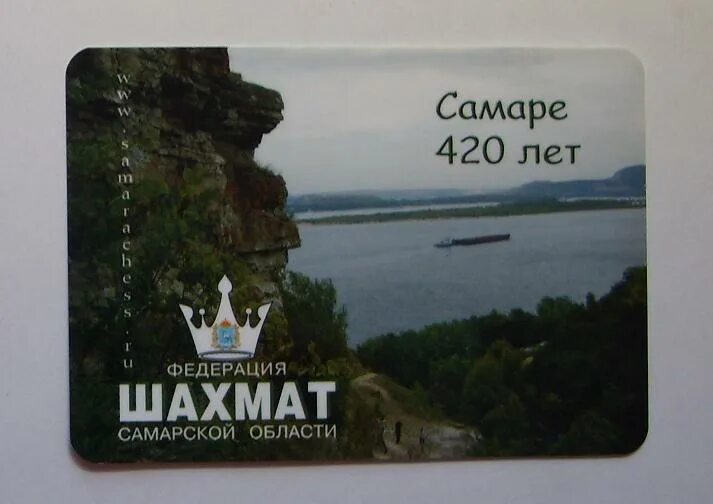 Самаре
420 лет
www.samarachess.ru
ФЕДЕРАЦИЯ
ШАХМАТ
САМАРСКОЙ ОБЛАСТИ